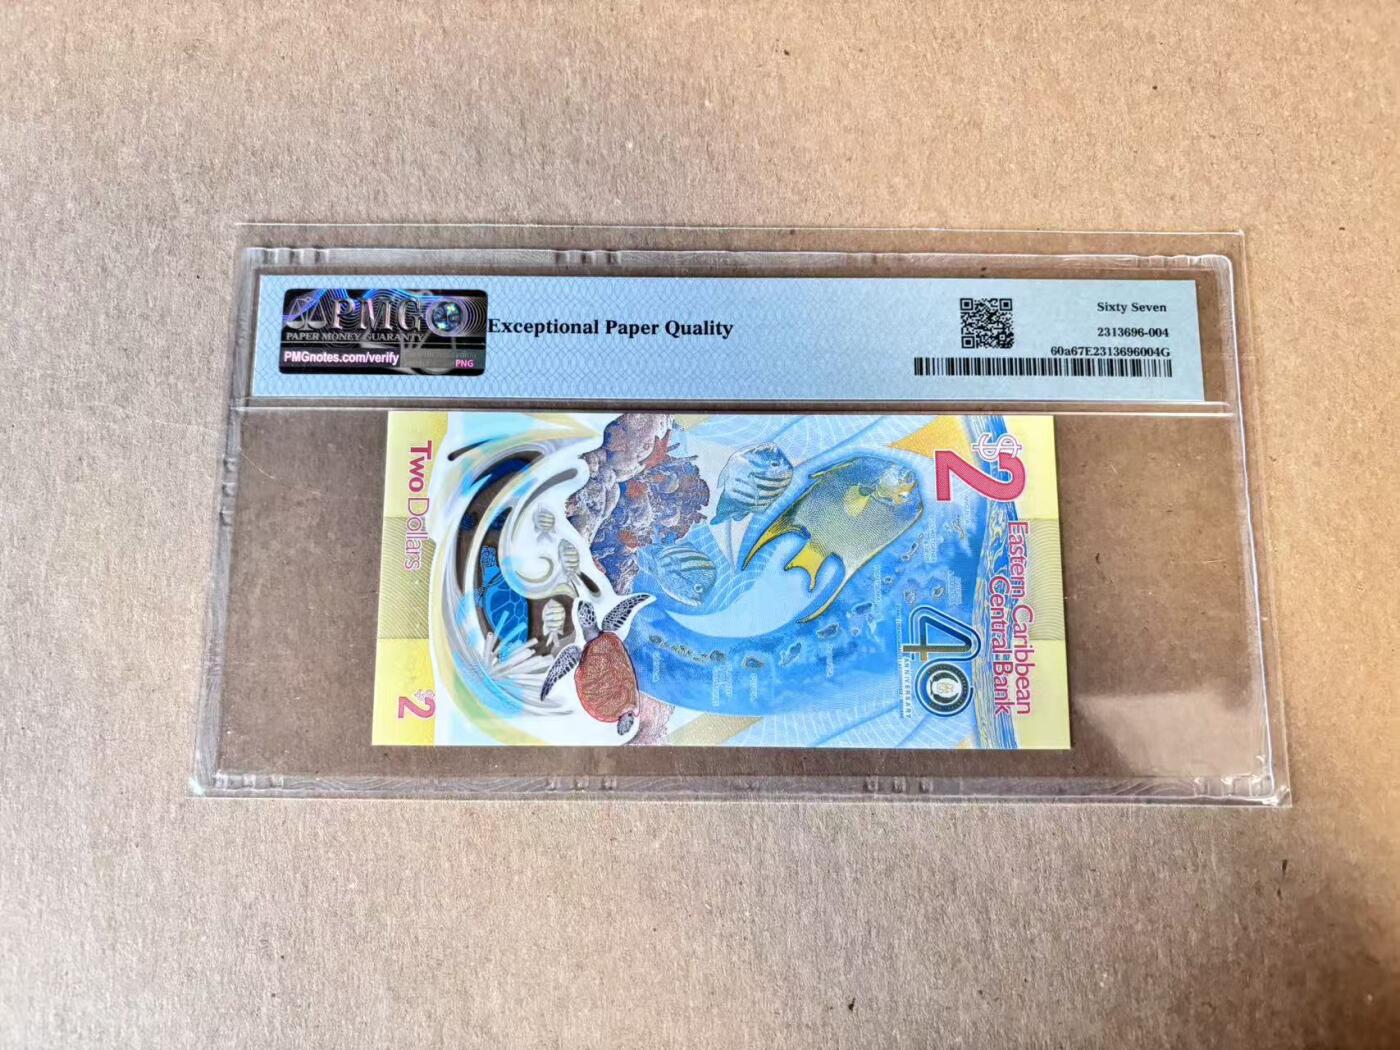 PMG
PAPER MONEY GUARANTY
PMGnotes.com/verify
PNG
Exceptional Paper Quality
Sixty Seven
2313696-004
60a67E2313696004G
$2
Eastern Caribbean
Central Bank
40
ANNIVERSARY
Two Dollars
$2